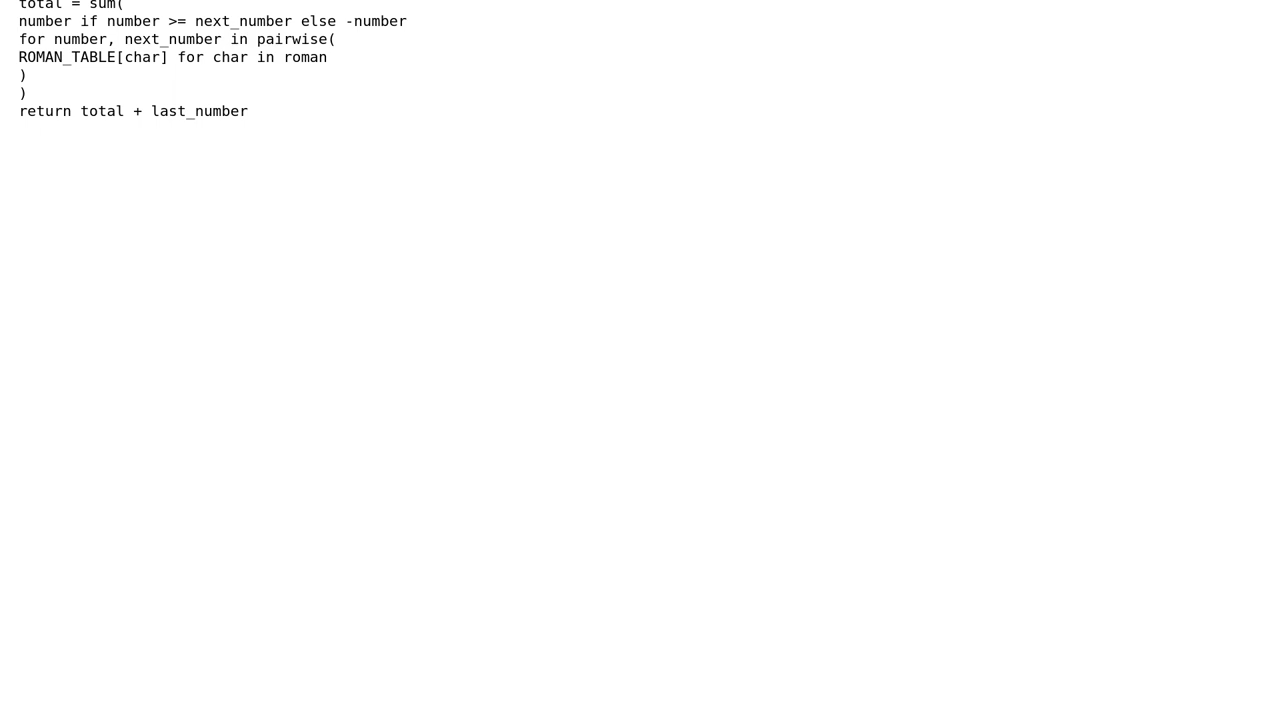 total = sum(
number if number >= next_number else -number
for number, next_number in pairwise(
ROMAN_TABLE[char] for char in roman
)
)
return total + last_number